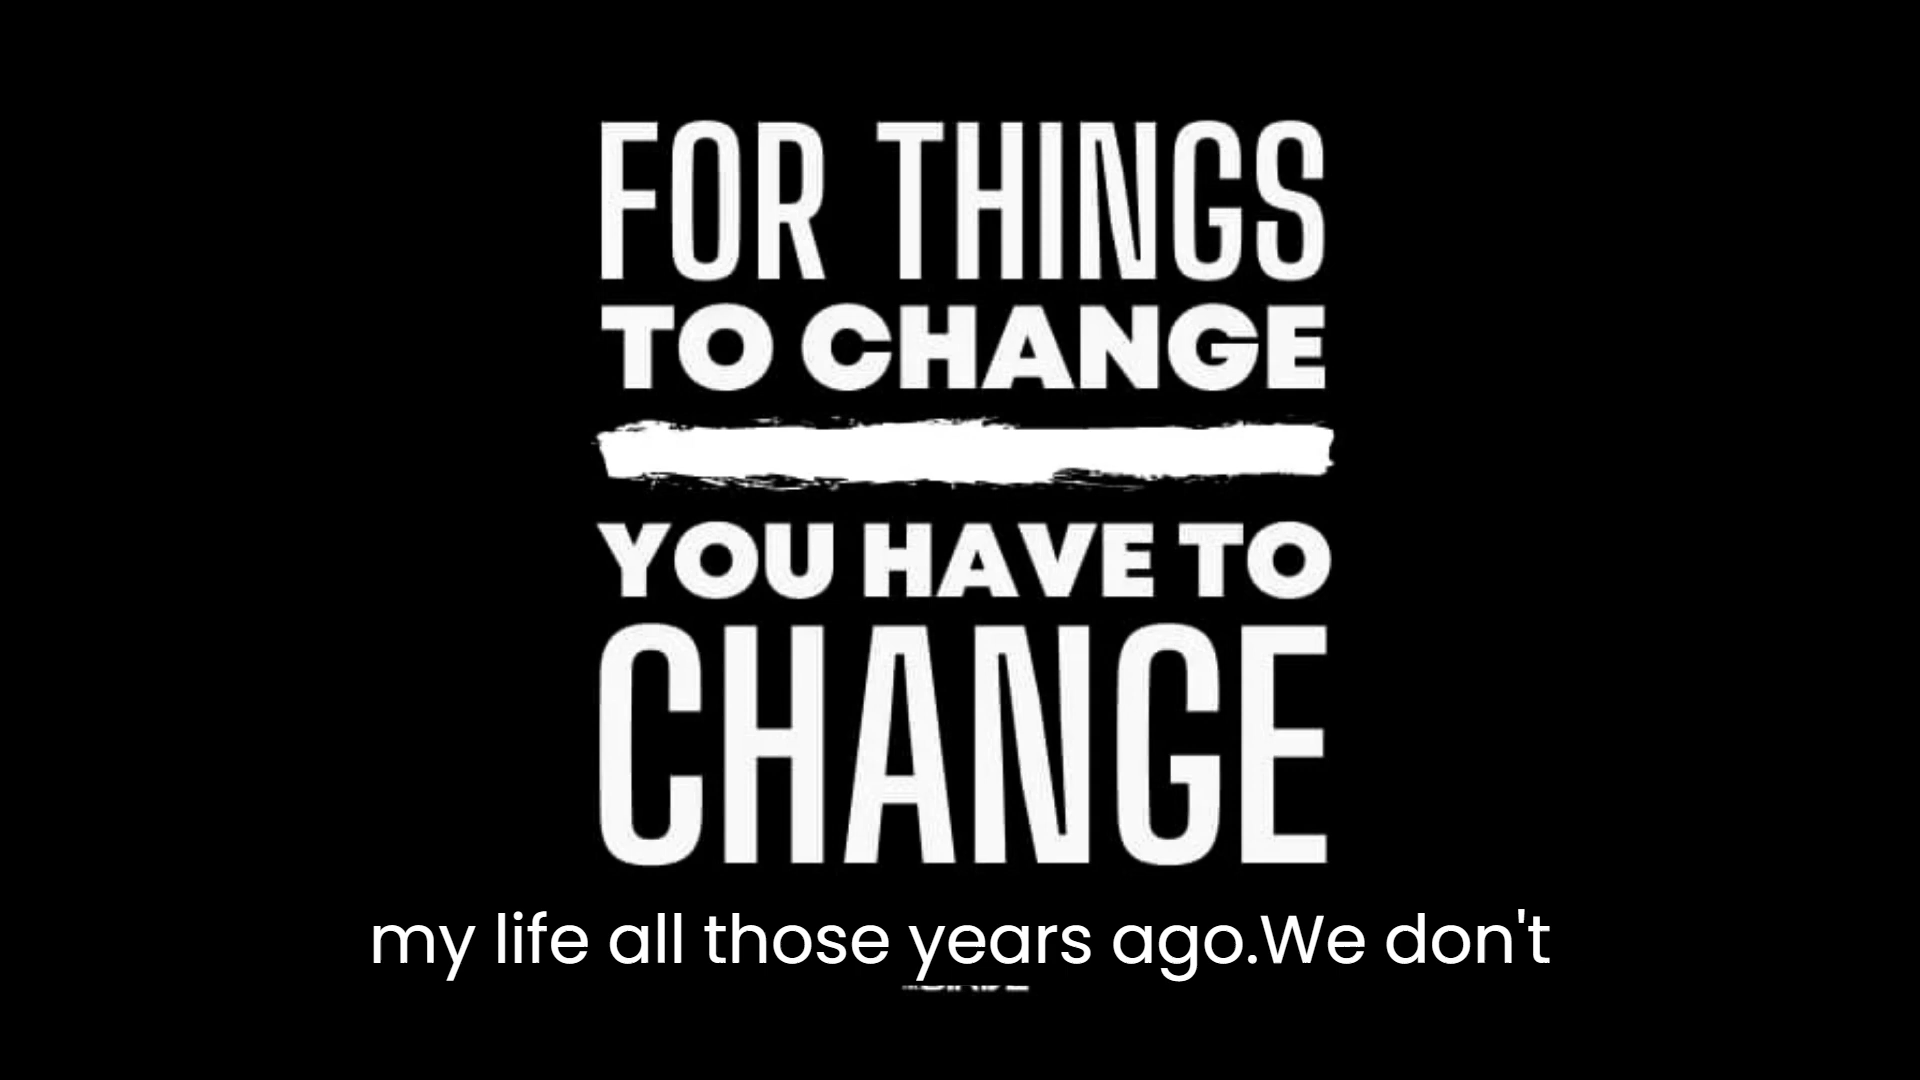 FOR THINGS
TO CHANGE
YOU HAVE TO
CHANGE
my life all those years ago.We don't